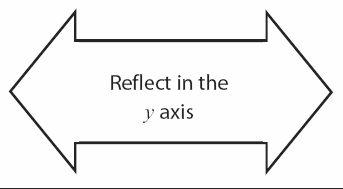 Reflect in the
y axis